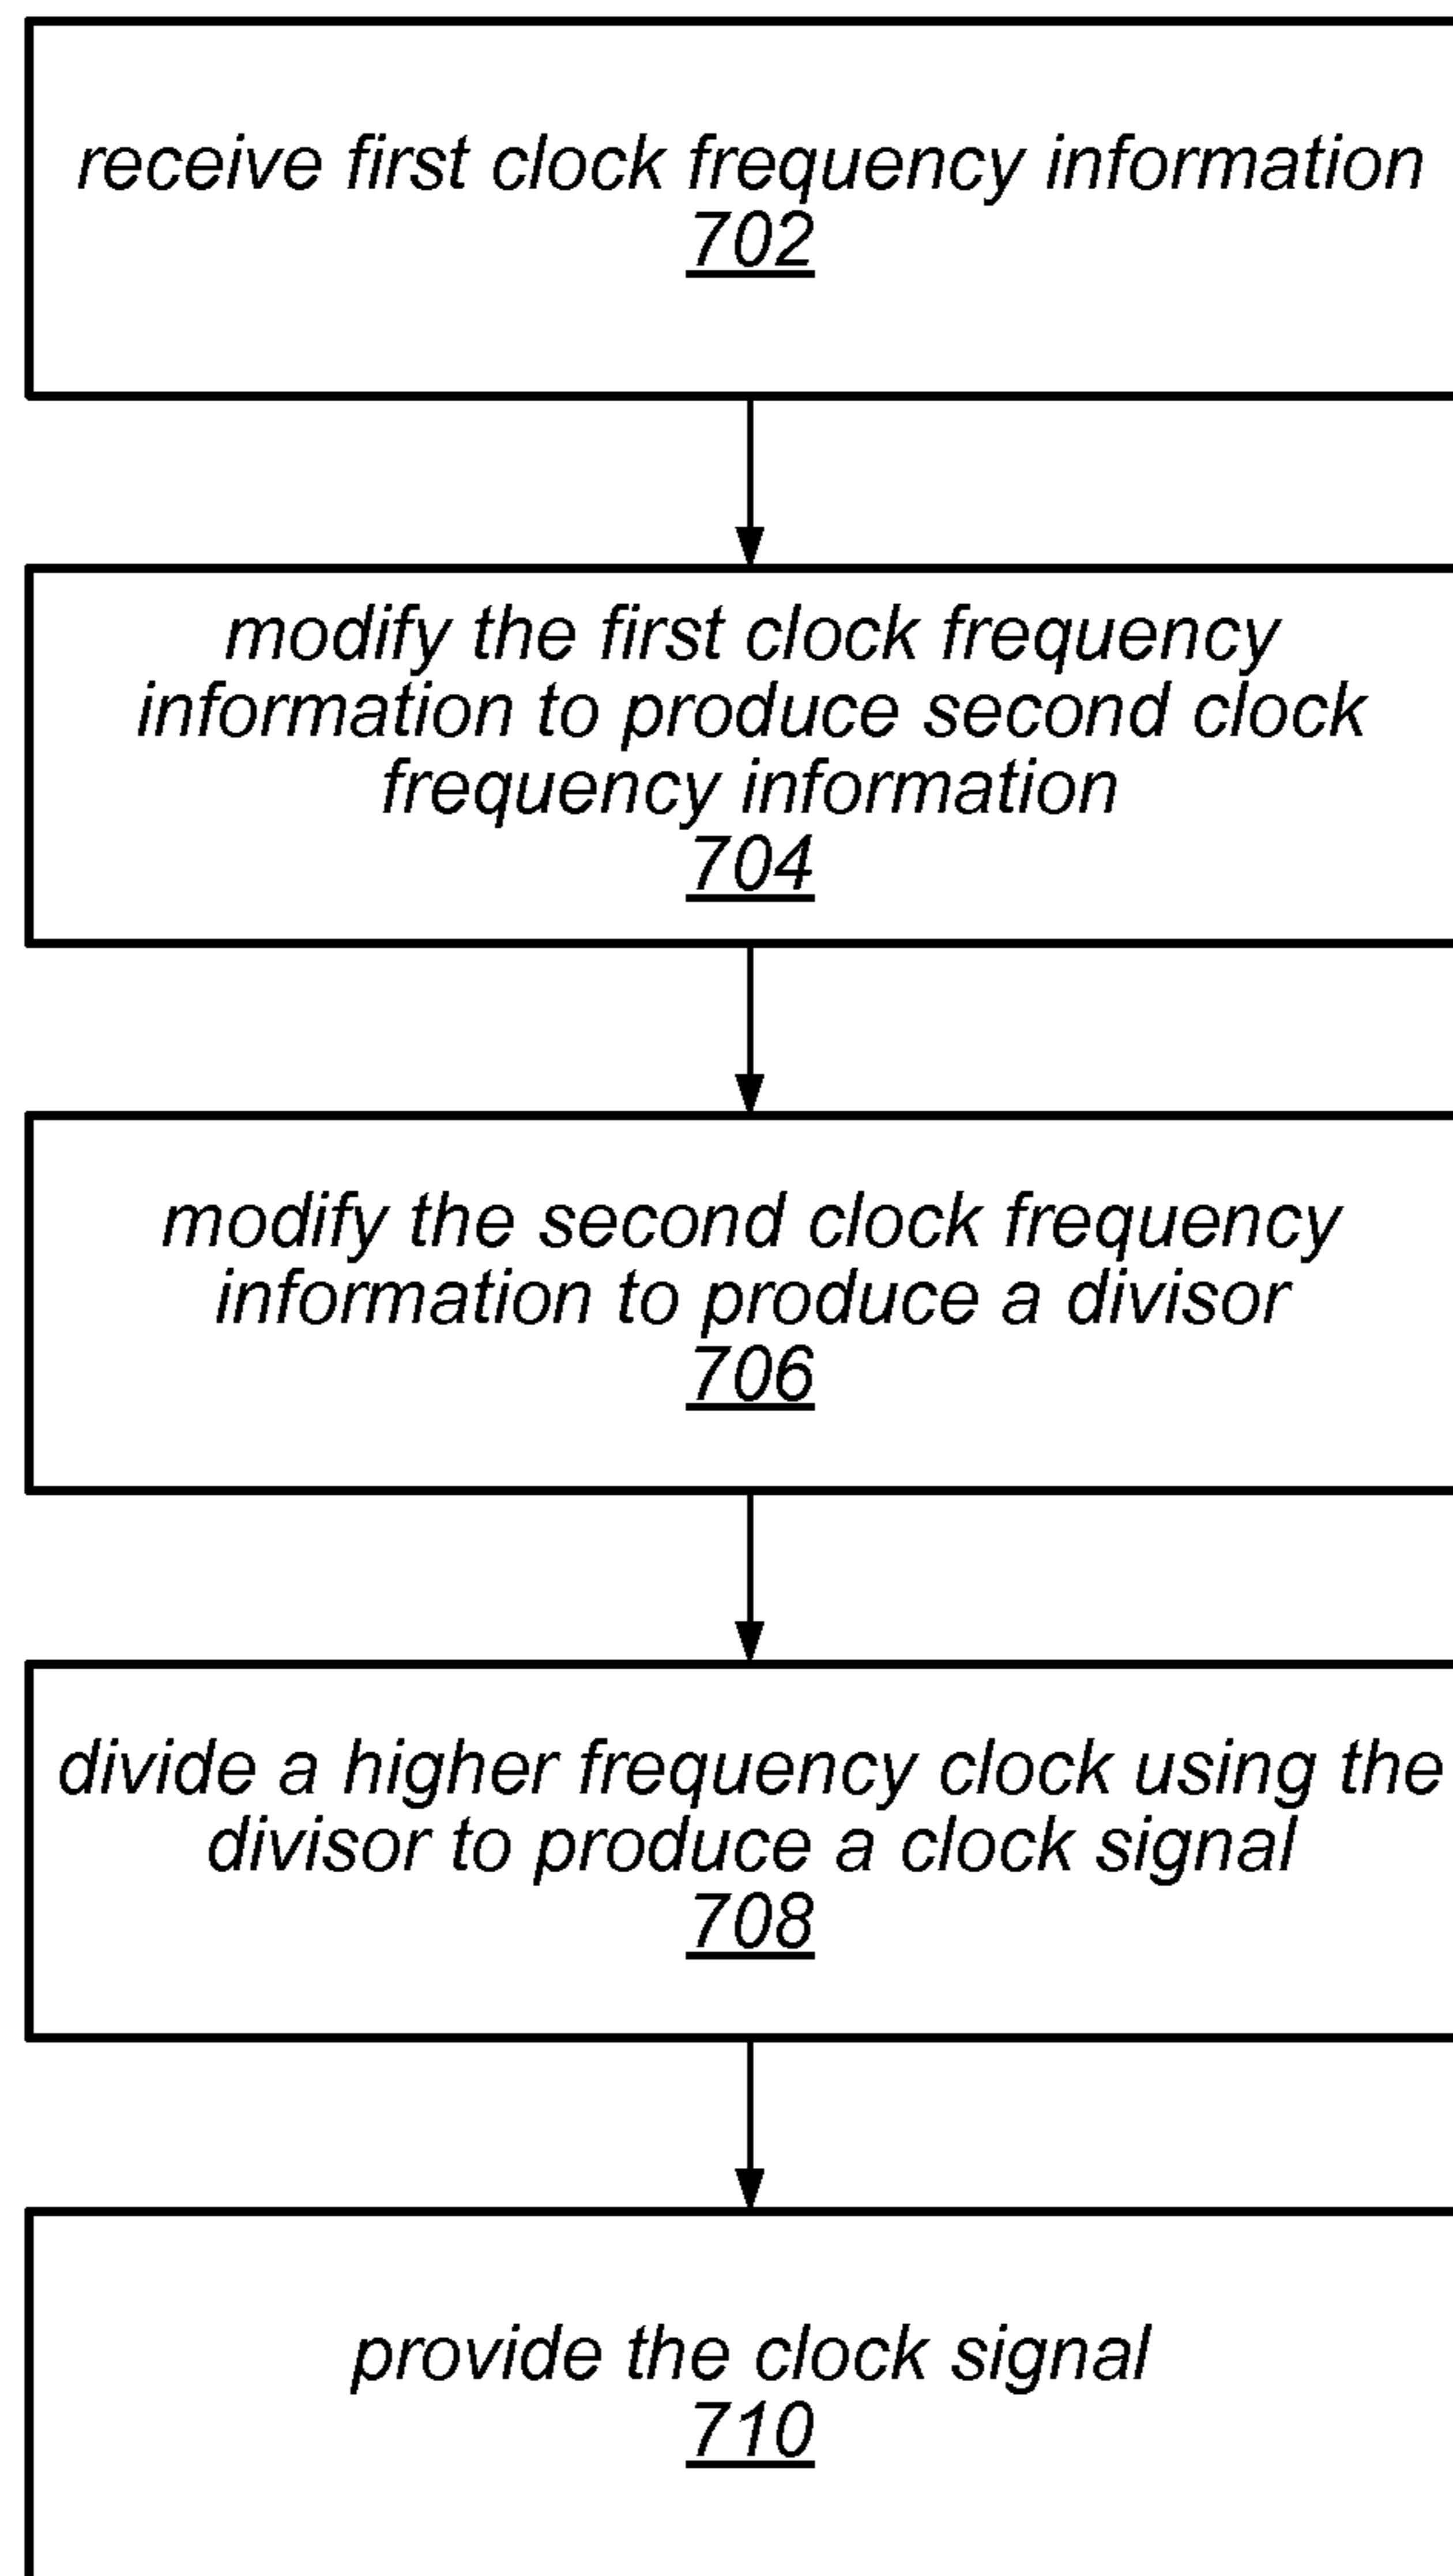 receive first clock frequency information
702
modify the first clock frequency
information to produce second clock
frequency information
704
modify the second clock frequency
information to produce a divisor
706
divide a higher frequency clock using the
divisor to produce a clock signal
708
provide the clock signal
710